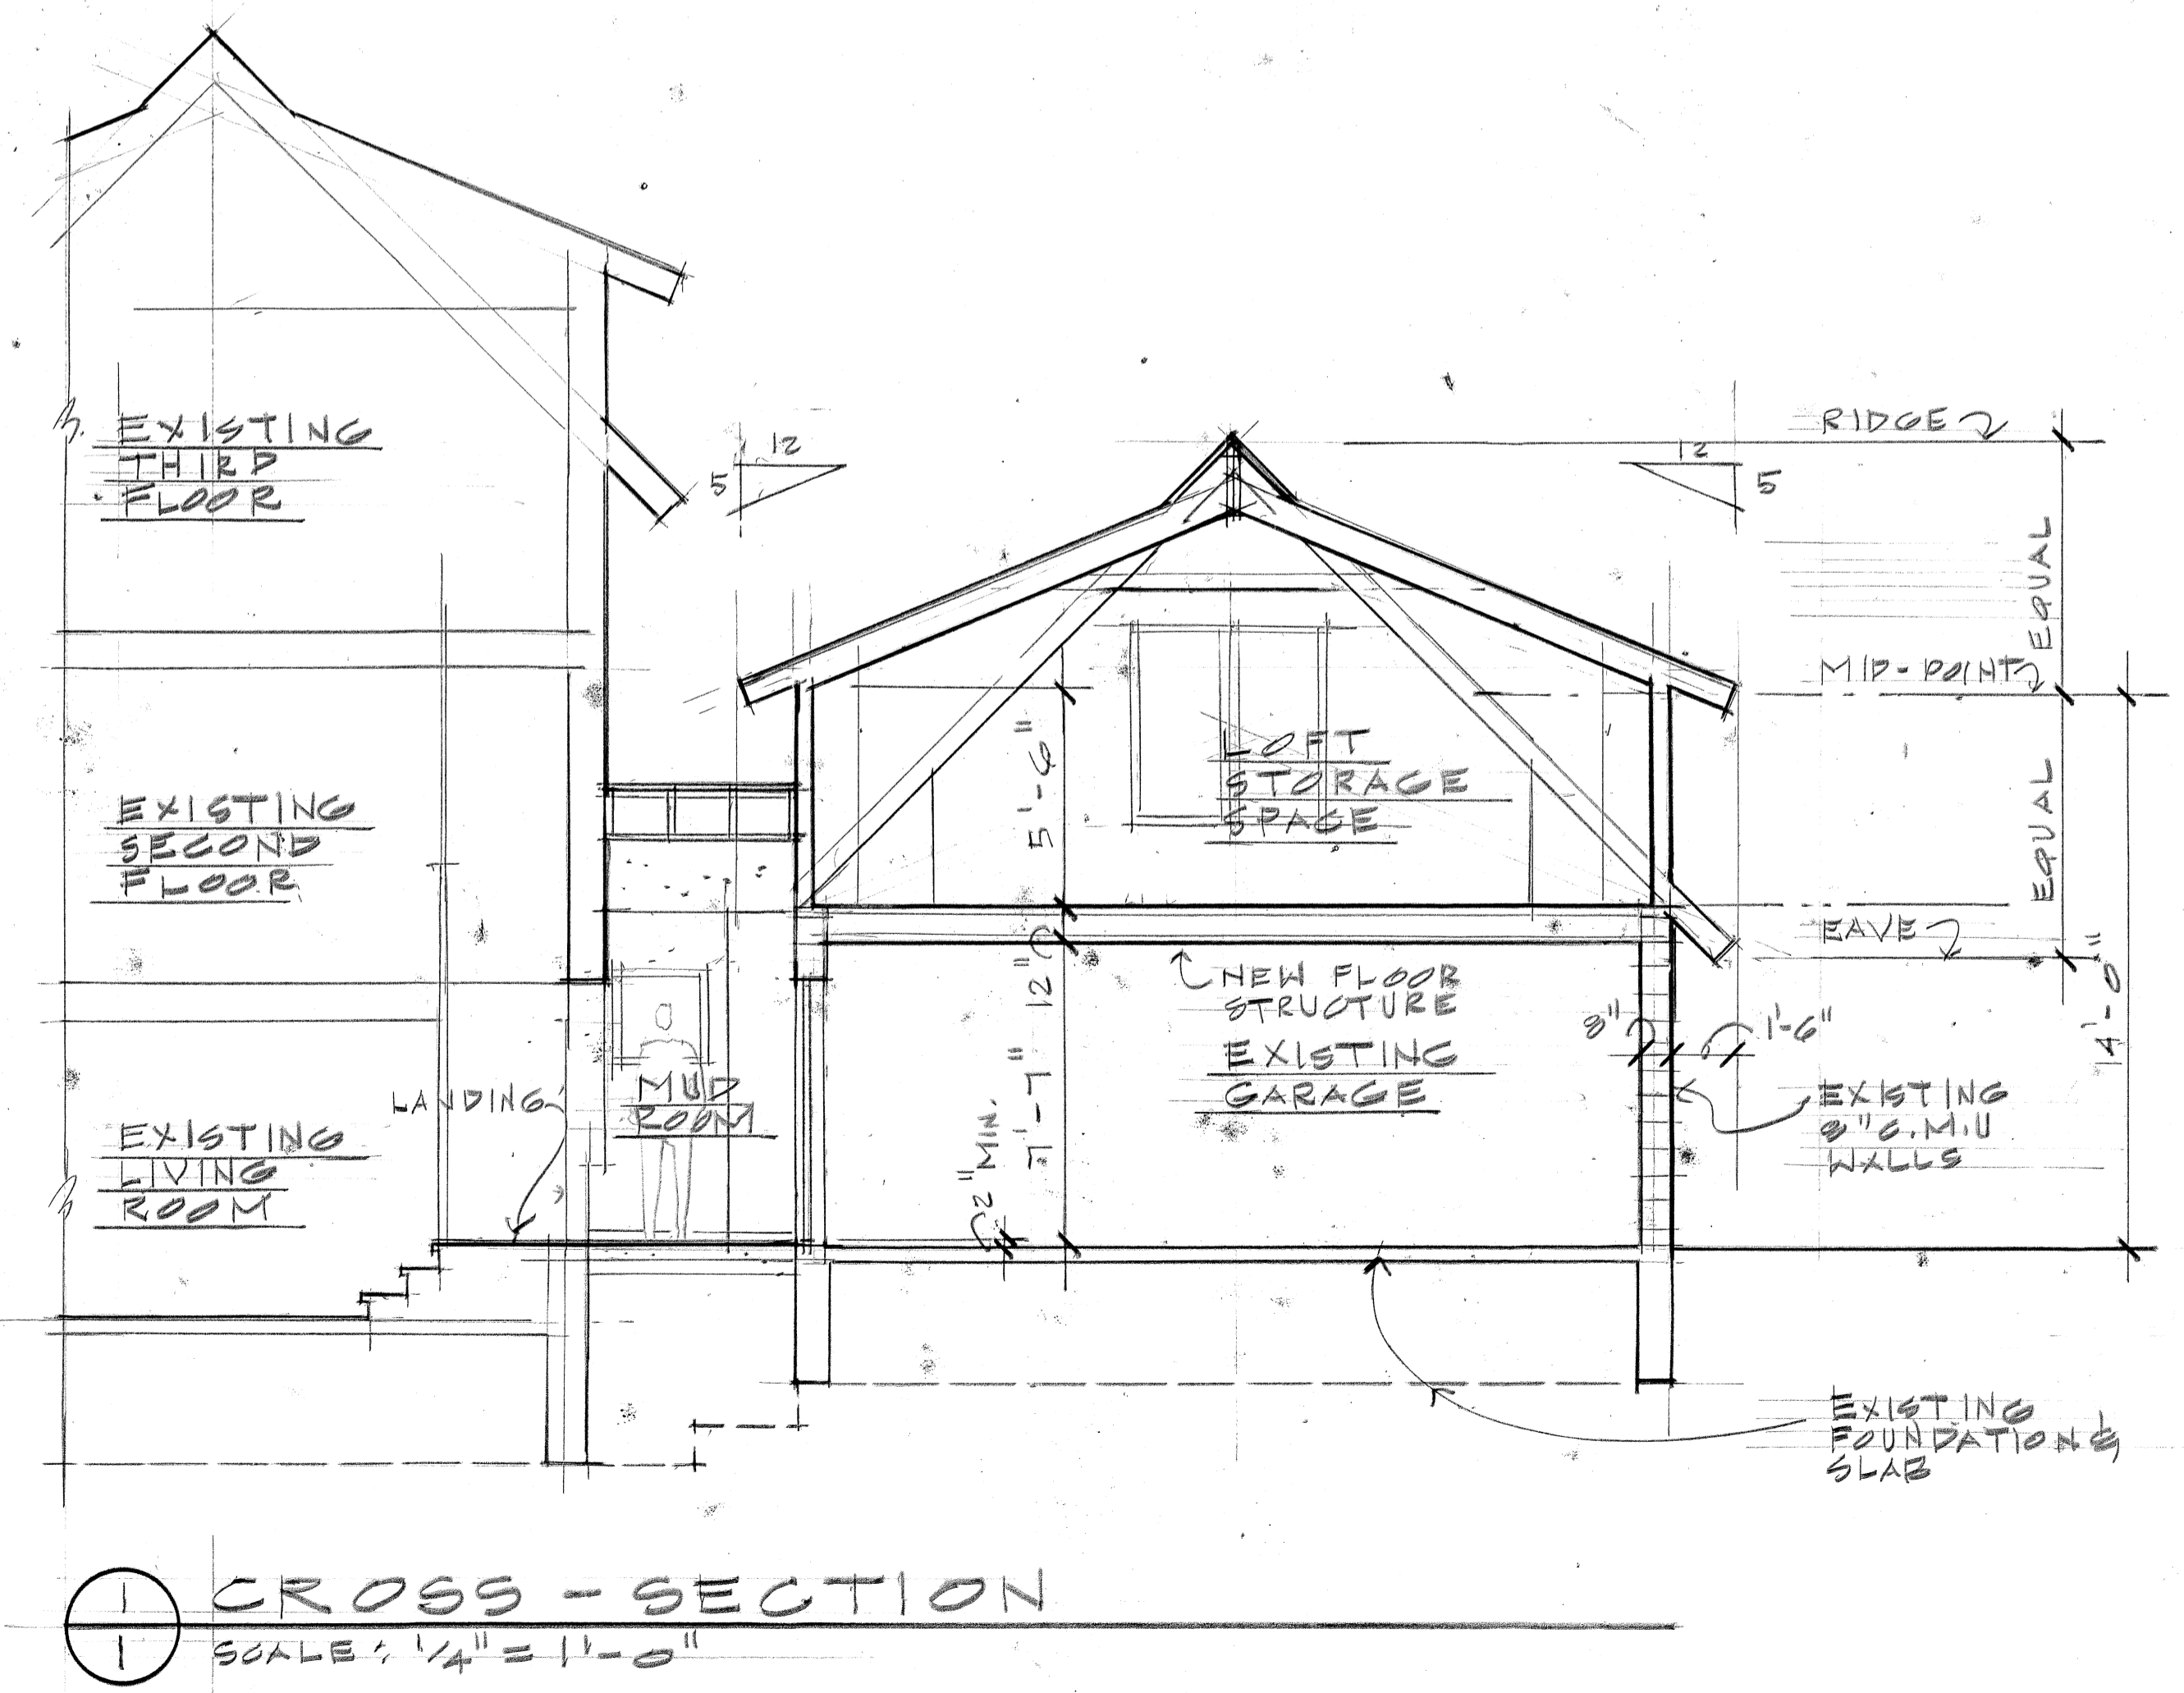 RIDGE
12
5
12
5
EXISTING
THIRD
FLOOR
EQUAL
MID-POINT
5'-6"
LOFT
STORAGE
SPACE
EXISTING
SECOND
FLOOR
EQUAL
EAVE
12"
NEW FLOOR
STRUCTURE
8"
1'-6"
14'-0"
EXISTING
GARAGE
7'-7"
2" MIN.
LANDING
MUD
ROOM
EXISTING
8" C.M.U
WALLS
EXISTING
LIVING
ROOM
EXISTING
FOUNDATION &
SLAB
1
1
CROSS - SECTION
SCALE: 1/4" = 1'-0"